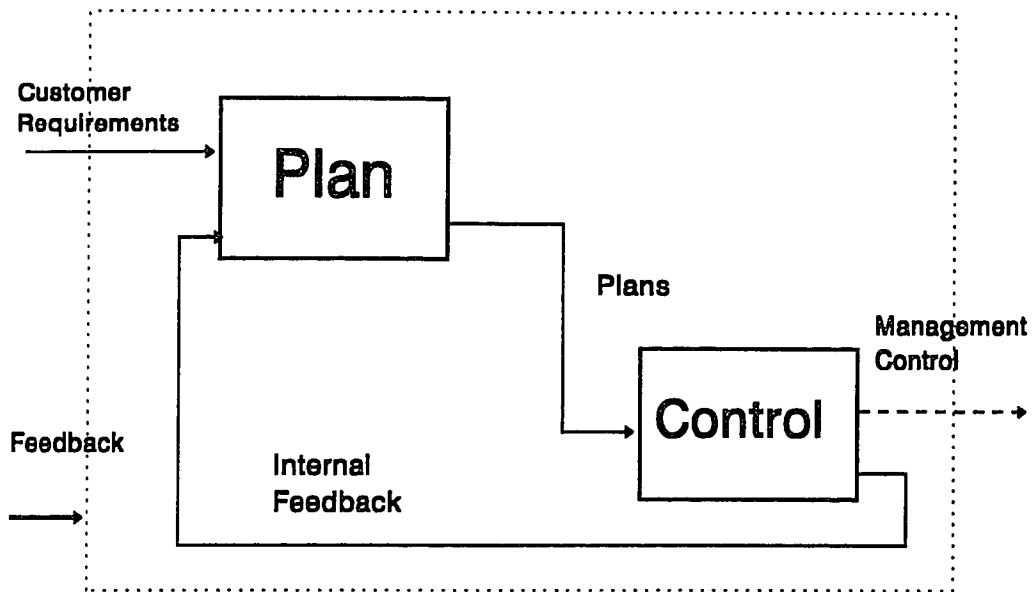 Customer
Requirements
Plan
Plans
Management
Control
Control
Feedback
Internal
Feedback